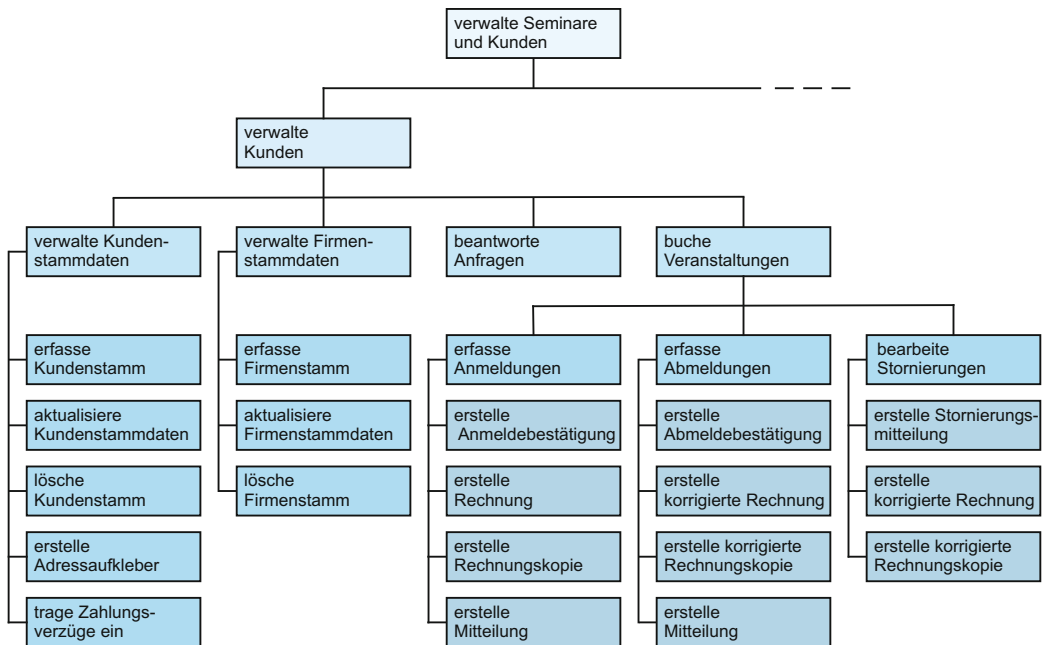 verwalte Seminare
und Kunden
verwalte
Kunden
verwalte Kunden-
stammdaten
verwalte Firmen-
stammdaten
beantworte
Anfragen
buche
Veranstaltungen
erfasse
Kundenstamm
erfasse
Firmenstamm
erfasse
Anmeldungen
erfasse
Abmeldungen
bearbeite
Stornierungen
aktualisiere
Kundenstammdaten
aktualisiere
Firmenstammdaten
erstelle
Anmeldebestätigung
erstelle
Abmeldebestätigung
erstelle Stornierungs-
mitteilung
lösche
Kundenstamm
lösche
Firmenstamm
erstelle
Rechnung
erstelle
korrigierte Rechnung
erstelle
korrigierte Rechnung
erstelle
Adressaufkleber
erstelle
Rechnungskopie
erstelle korrigierte
Rechnungskopie
erstelle korrigierte
Rechnungskopie
trage Zahlungs-
verzüge ein
erstelle
Mitteilung
erstelle
Mitteilung